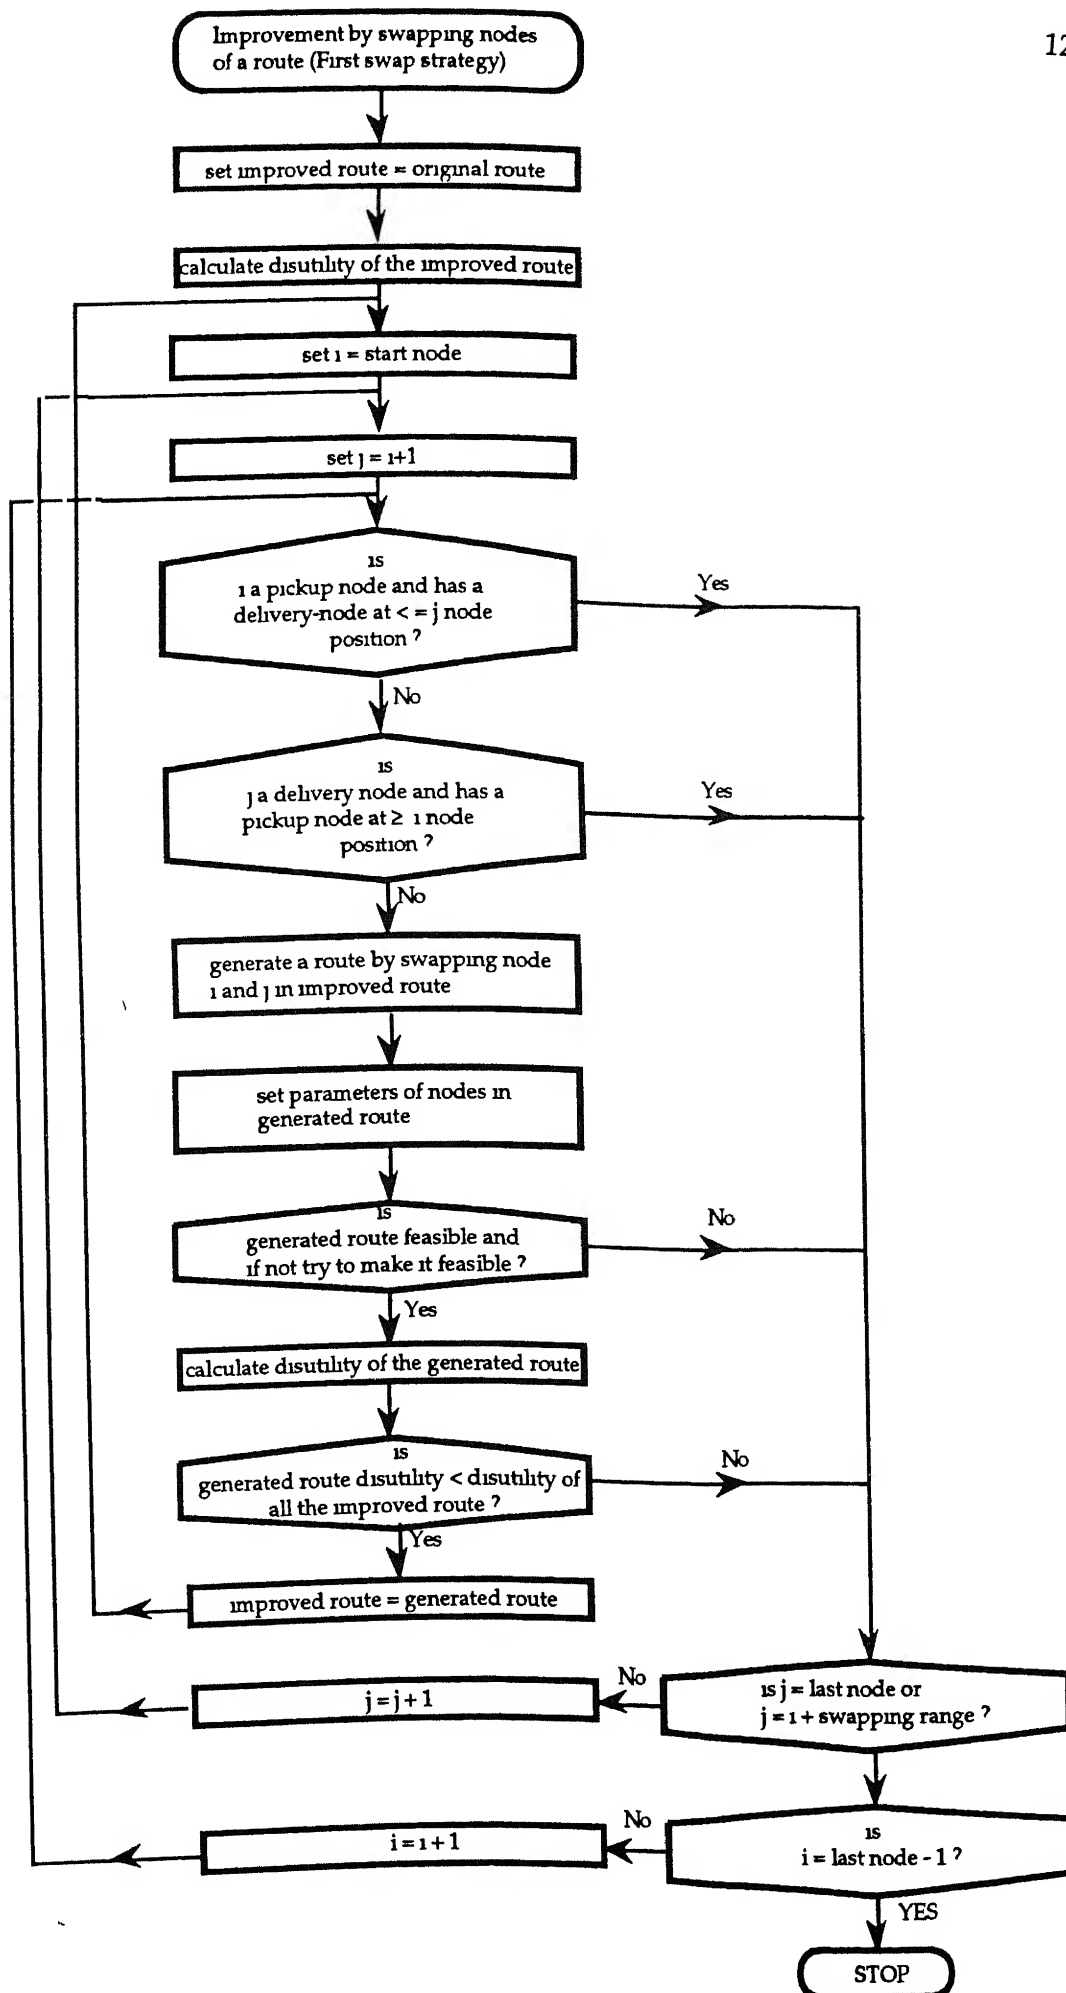 Improvement by swapping nodes
of a route (First swap strategy)
12
set improved route = original route
calculate disutility of the improved route
set i = start node
set j = i+1
is
i a pickup node and has a
delivery-node at < = j node
position ?
Yes
No
is
j a delivery node and has a
pickup node at ≥ i node
position ?
Yes
No
generate a route by swapping node
i and j in improved route
set parameters of nodes in
generated route
is
generated route feasible and
if not try to make it feasible ?
No
Yes
calculate disutility of the generated route
is
generated route disutility < disutility of
all the improved route ?
No
Yes
improved route = generated route
is j = last node or
j = i + swapping range ?
No
j = j + 1
is
i = last node - 1 ?
No
i = i + 1
YES
STOP